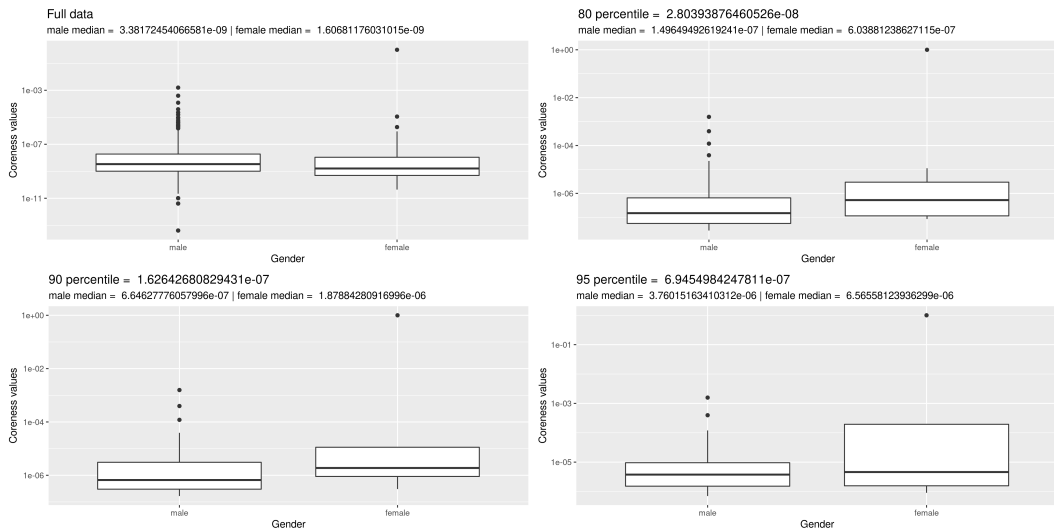 Full data
male median =  3.38172454066581e-09 | female median =  1.60681176031015e-09
Coreness values
1e-03
1e-07
1e-11
male
female
Gender
80 percentile =  2.80393876460526e-08
male median =  1.49649492619241e-07 | female median =  6.03881238627115e-07
Coreness values
1e+00
1e-02
1e-04
1e-06
male
female
Gender
90 percentile =  1.62642680829431e-07
male median =  6.64627776057996e-07 | female median =  1.87884280916996e-06
Coreness values
1e+00
1e-02
1e-04
1e-06
male
female
Gender
95 percentile =  6.9454984247811e-07
male median =  3.76015163410312e-06 | female median =  6.56558123936299e-06
Coreness values
1e-01
1e-03
1e-05
male
female
Gender